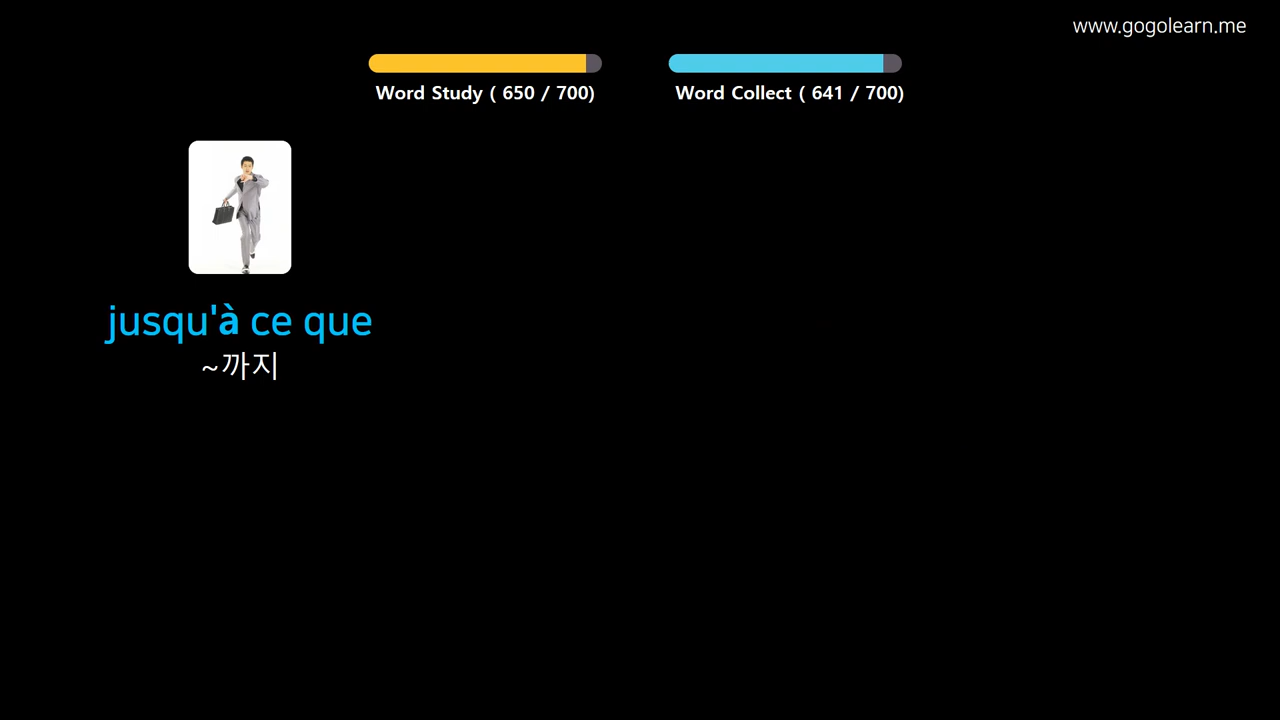 www.gogolearn.me
Word Study ( 650 / 700)
Word Collect ( 641 / 700)
jusqu'à ce que
~까지